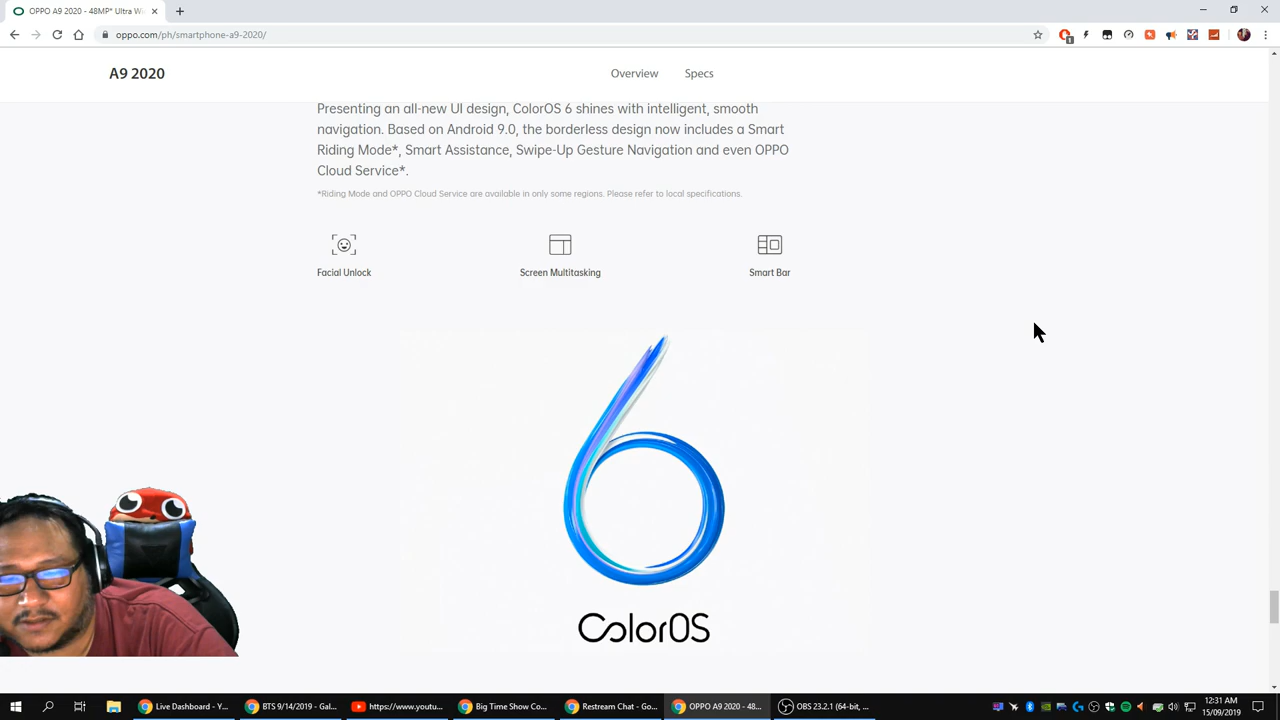 OPPO A9 2020 - 48MP* Ultra Wi
oppo.com/ph/smartphone-a9-2020/
1
A9 2020
Overview
Specs
Presenting an all-new UI design, ColorOS 6 shines with intelligent, smooth
navigation. Based on Android 9.0, the borderless design now includes a Smart
Riding Mode*, Smart Assistance, Swipe-Up Gesture Navigation and even OPPO
Cloud Service*.
*Riding Mode and OPPO Cloud Service are available in only some regions. Please refer to local specifications.
Facial Unlock
Screen Multitasking
Smart Bar
6
ColorOS
Live Dashboard - Y...
BTS 9/14/2019 - Gal...
https://www.youtu...
Big Time Show Co...
Restream Chat - Go...
OPPO A9 2020 - 48...
OBS 23.2.1 (64-bit, ...
12:31 AM
15/09/2019